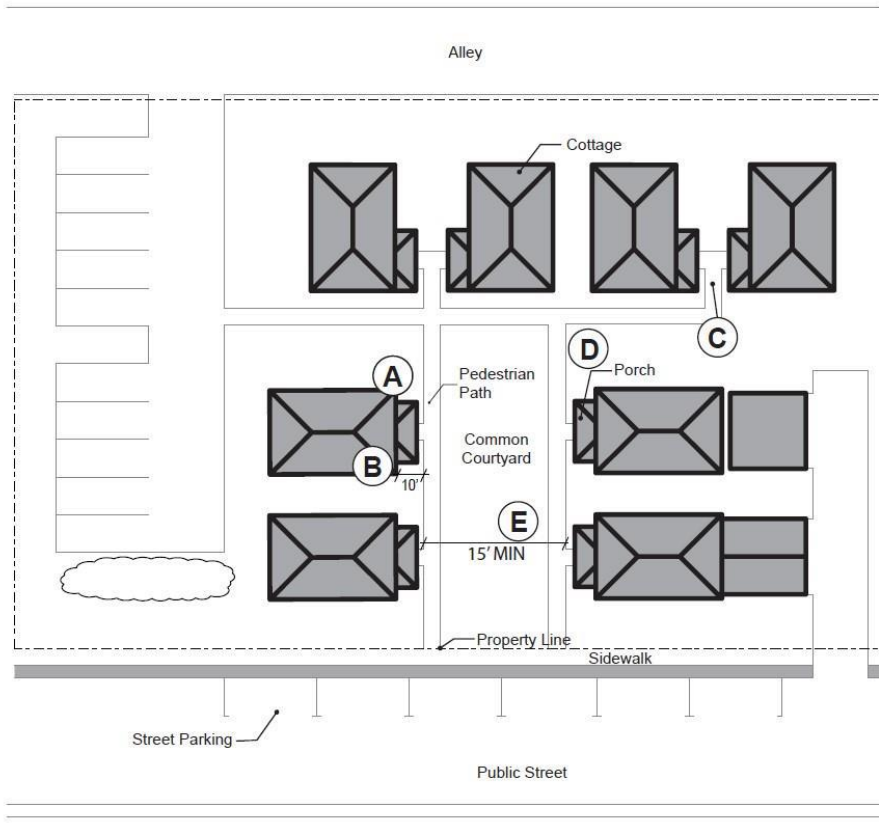 Alley
Cottage
C
D
A
Pedestrian
Path
Porch
Common
Courtyard
B
10'
E
15' MIN
Property Line
Sidewalk
Street Parking
Public Street